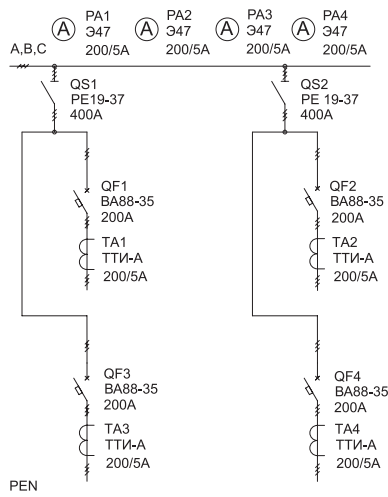 A PA1 Э47 200/5A
A PA2 Э47 200/5A
A PA3 Э47 200/5A
A PA4 Э47 200/5A
A,B,C
QS1
PE19-37
400A
QS2
PE 19-37
400A
QF1
BA88-35
200A
QF2
BA88-35
200A
TA1
ТТИ-А
200/5A
TA2
ТТИ-А
200/5A
QF3
BA88-35
200A
QF4
BA88-35
200A
TA3
ТТИ-А
200/5A
TA4
ТТИ-А
200/5A
PEN